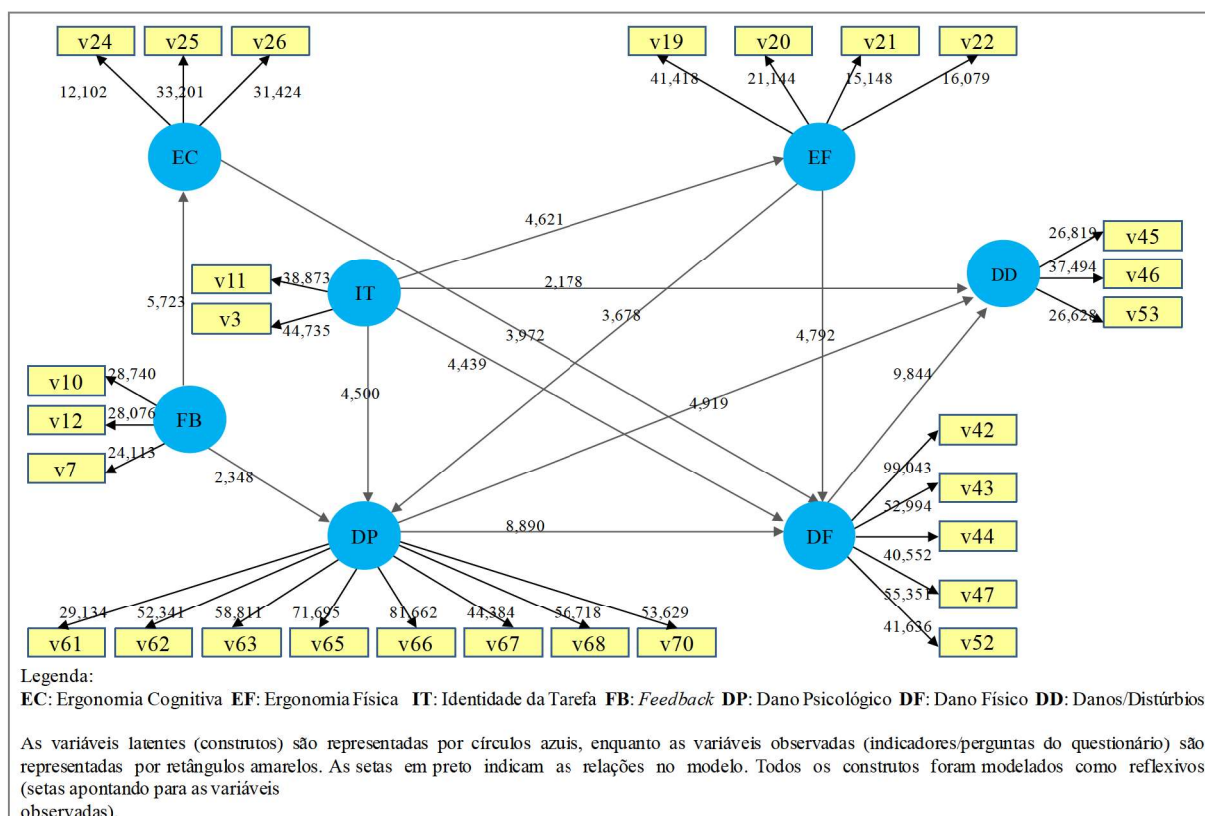 v24 v25 v26 v19 v20 v21 v22
12,102 33,201 31,424 41,418 21,144 15,148 16,079
EC EF
4,621
v45
26,819
v11 38,873 IT 2,178 DD 37,494 v46
5,723 3,678
v3 44,735 3,972 4,792 26,628 v53
4,439
v10 28,740 4,500 9,844
v12 28,076 FB 4,919
v42
v7 24,113 99,043
2,348 v43
52,994
DP 8,890 DF v44
40,552
v47
55,351
29,134 52,341 58,811 71,695 81,662 44,384 56,718 53,629 41,636
v61 v62 v63 v65 v66 v67 v68 v70 v52
Legenda:
EC: Ergonomia Cognitiva EF: Ergonomia Física IT: Identidade da Tarefa FB: Feedback DP: Dano Psicológico DF: Dano Físico DD: Danos/Distúrbios
As variáveis latentes (construtos) são representadas por círculos azuis, enquanto as variáveis observadas (indicadores/perguntas do questionário) são
representadas por retângulos amarelos. As setas em preto indicam as relações no modelo. Todos os construtos foram modelados como reflexivos
(setas apontando para as variáveis
observadas).